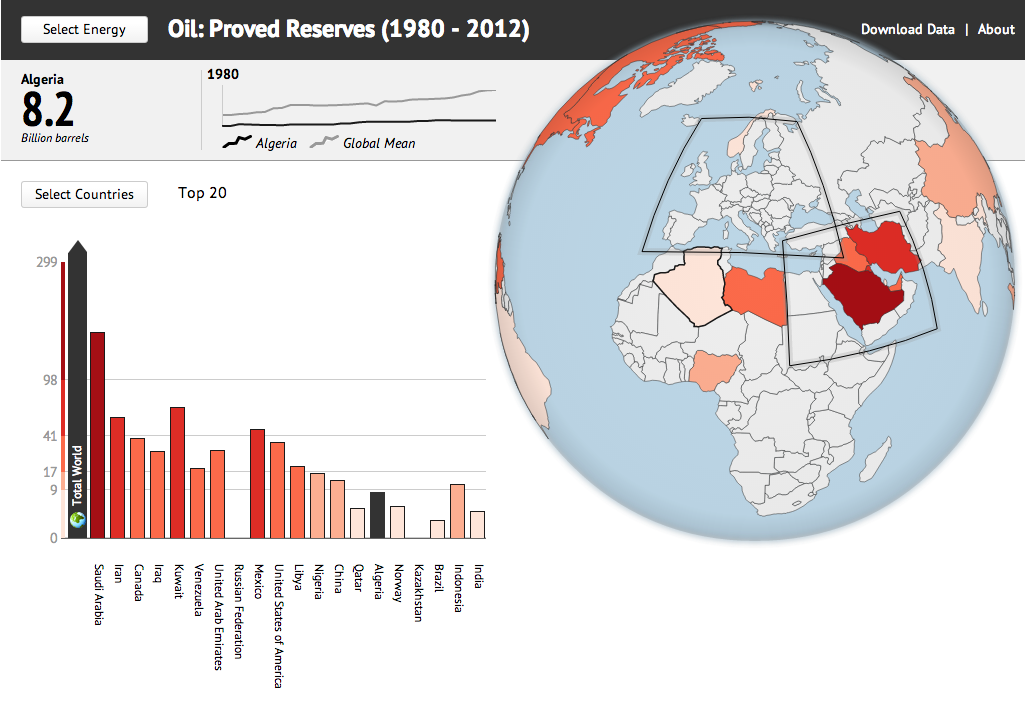 Select Energy
Oil: Proved Reserves (1980 - 2012)
Download Data | About
Algeria
8.2
Billion barrels
1980
Algeria
Global Mean
Select Countries
Top 20
299
98
41
17
9
0
Total World
Saudi Arabia
Iran
Canada
Iraq
Kuwait
Venezuela
United Arab Emirates
Russian Federation
Mexico
United States of America
Libya
Nigeria
China
Qatar
Algeria
Norway
Kazakhstan
Brazil
Indonesia
India